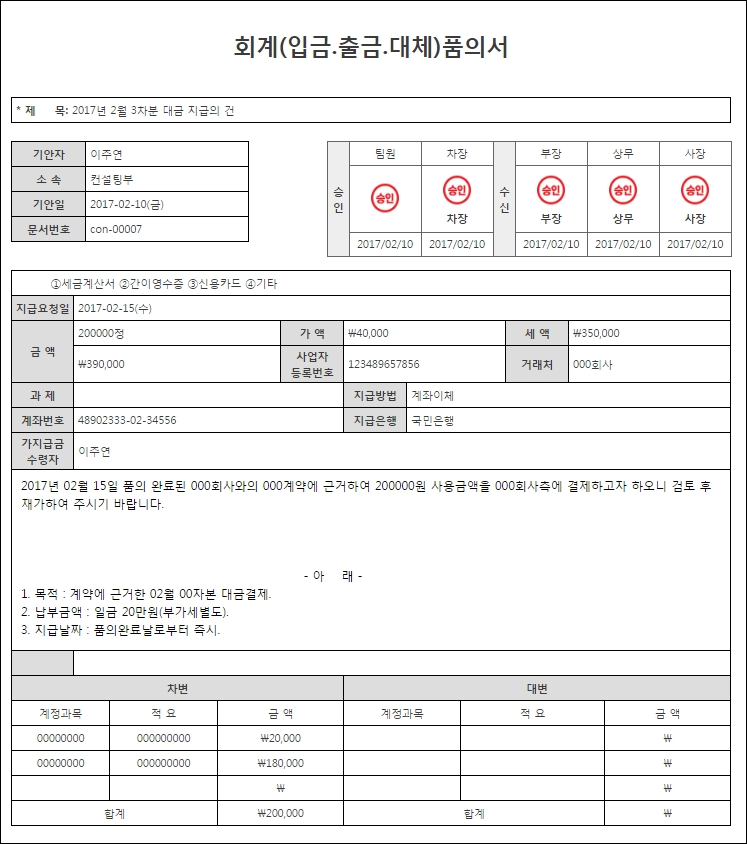 회계(입금.출금.대체)품의서
* 제 목: 2017년 2월 3차분 대금 지급의 건
기안자 이주연
소 속 컨설팅부
기안일 2017-02-10(금)
문서번호 con-00007
승인 팀원 차장 수신 부장 상무 사장
승인 승인 승인 승인 승인
차장 부장 상무 사장
2017/02/10 2017/02/10 2017/02/10 2017/02/10 2017/02/10
①세금계산서 ②간이영수증 ③신용카드 ④기타
지급요청일 2017-02-15(수)
금 액 200000정 가 액 ₩40,000 세 액 ₩350,000
₩390,000 사업자 등록번호 123489657856 거래처 000회사
과 제 지급방법 계좌이체
계좌번호 48902333-02-34556 지급은행 국민은행
가지급금 수령자 이주연
2017년 02월 15일 품의 완료된 000회사와의 000계약에 근거하여 200000원 사용금액을 000회사측에 결제하고자 하오니 검토 후
재가하여 주시기 바랍니다.
- 아 래 -
1. 목적 : 계약에 근거한 02월 00자본 대금결제.
2. 납부금액 : 일금 20만원(부가세별도).
3. 지급날짜 : 품의완료날로부터 즉시.
차변 대변
계정과목 적 요 금 액 계정과목 적 요 금 액
00000000 000000000 ₩20,000 ₩
00000000 000000000 ₩180,000 ₩
₩ ₩
합계 ₩200,000 합계 ₩